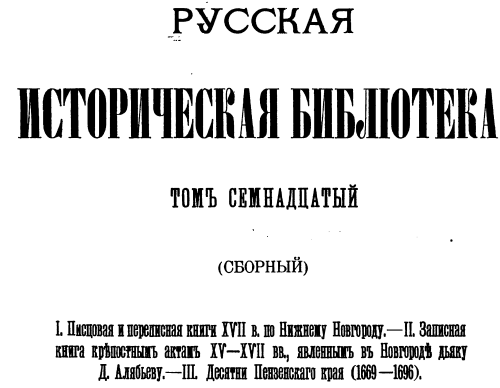 РУССКАЯ
ИСТОРИЧЕСКАЯ БИБЛІОТЕКА
ТОМЪ СЕМНАДЦАТЫЙ
(СБОРНЫЙ)
I. Писцовая и переписная книги XVII в. по Нижнему Новгороду.—II. Записная
книга крѣпостнымъ актамъ XV—XVII вв., явленнымъ въ Новгородѣ дьяку
Д. Алябьеву.—III. Десятни Пензенскаго края (1669—1696).